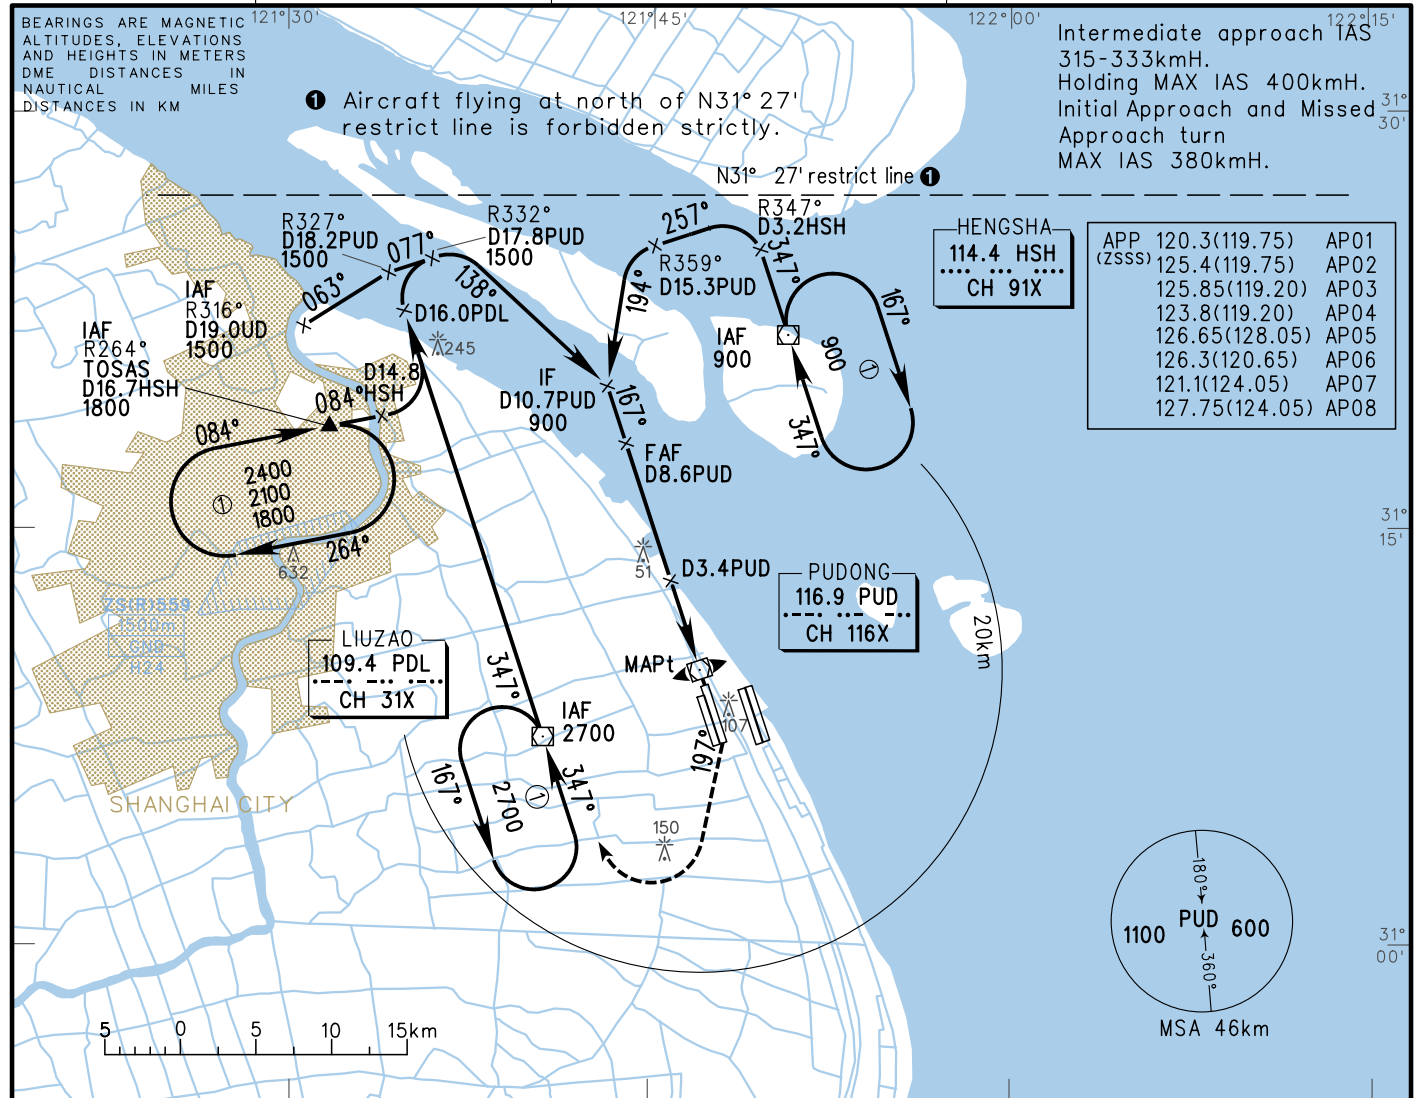 BEARINGS ARE MAGNETIC
ALTITUDES, ELEVATIONS
AND HEIGHTS IN METERS
DME DISTANCES IN
NAUTICAL MILES
DISTANCES IN KM
121°30'
121°45'
122°00'
122°15'
Intermediate approach IAS
315-333kmH.
Holding MAX IAS 400kmH.
Initial Approach and Missed
Approach turn
MAX IAS 380kmH.
31°
30'
❶ Aircraft flying at north of N31°27'
restrict line is forbidden strictly.
N31° 27' restrict line ❶
R327°
D18.2PUD
1500
077°
R332°
D17.8PUD
1500
257°
R347°
D3.2HSH
347°
R359°
D15.3PUD
194°
138°
063°
D16.0PDL
245
IAF
R316°
D19.0UD
1500
IAF
R264°
TOSAS
D16.7HSH
1800
D14.8
HSH
084°
084°
2400
2100
1800
①
264°
632
HENGSHA
114.4 HSH
CH 91X
APP
(ZSSS)
120.3(119.75) AP01
125.4(119.75) AP02
125.85(119.20) AP03
123.8(119.20) AP04
126.65(128.05) AP05
126.3(120.65) AP06
121.1(124.05) AP07
127.75(124.05) AP08
IAF
900
900
①
167°
347°
IF
D10.7PUD
900
167°
FAF
D8.6PUD
51
D3.4PUD
PUDONG
116.9 PUD
CH 116X
20km
31°
15'
ZS(R)559
1500m
GND
H24
LIUZAO
109.4 PDL
CH 31X
347°
MAPt
IAF
2700
107
197°
167°
2700
①
347°
150
SHANGHAI CITY
180°
PUD
1100
600
360°
MSA 46km
31°
00'
5 0 5 10 15km